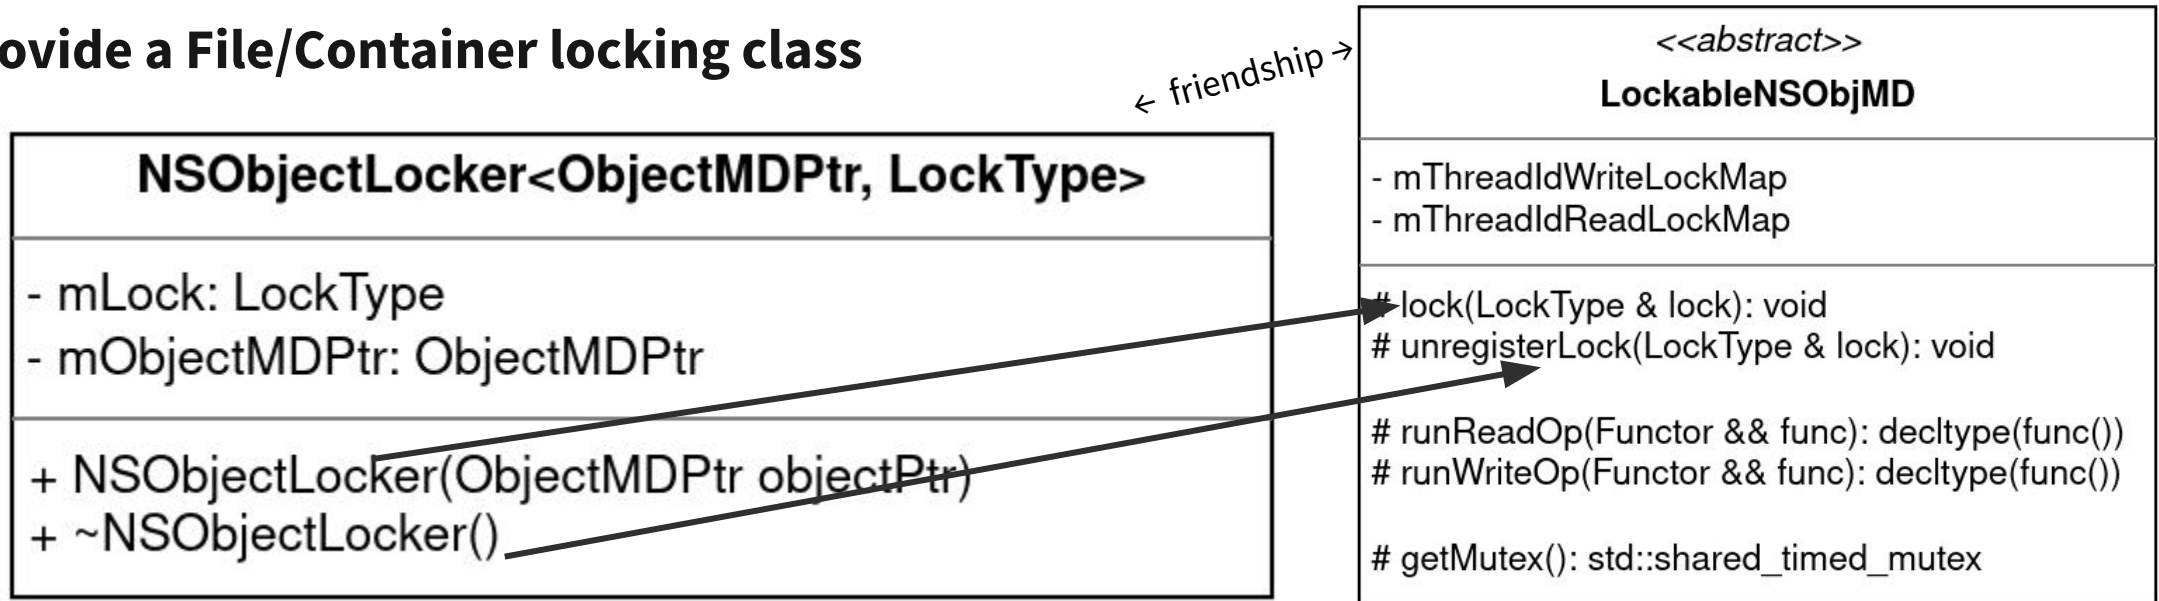 ovide a File/Container locking class
← friendship →
NSObjectLocker<ObjectMDPtr, LockType>
- mLock: LockType
- mObjectMDPtr: ObjectMDPtr
+ NSObjectLocker(ObjectMDPtr objectPtr)
+ ~NSObjectLocker()
<<abstract>>
LockableNSObjMD
- mThreadIdWriteLockMap
- mThreadIdReadLockMap
# lock(LockType & lock): void
# unregisterLock(LockType & lock): void
# runReadOp(Functor && func): decltype(func())
# runWriteOp(Functor && func): decltype(func())
# getMutex(): std::shared_timed_mutex